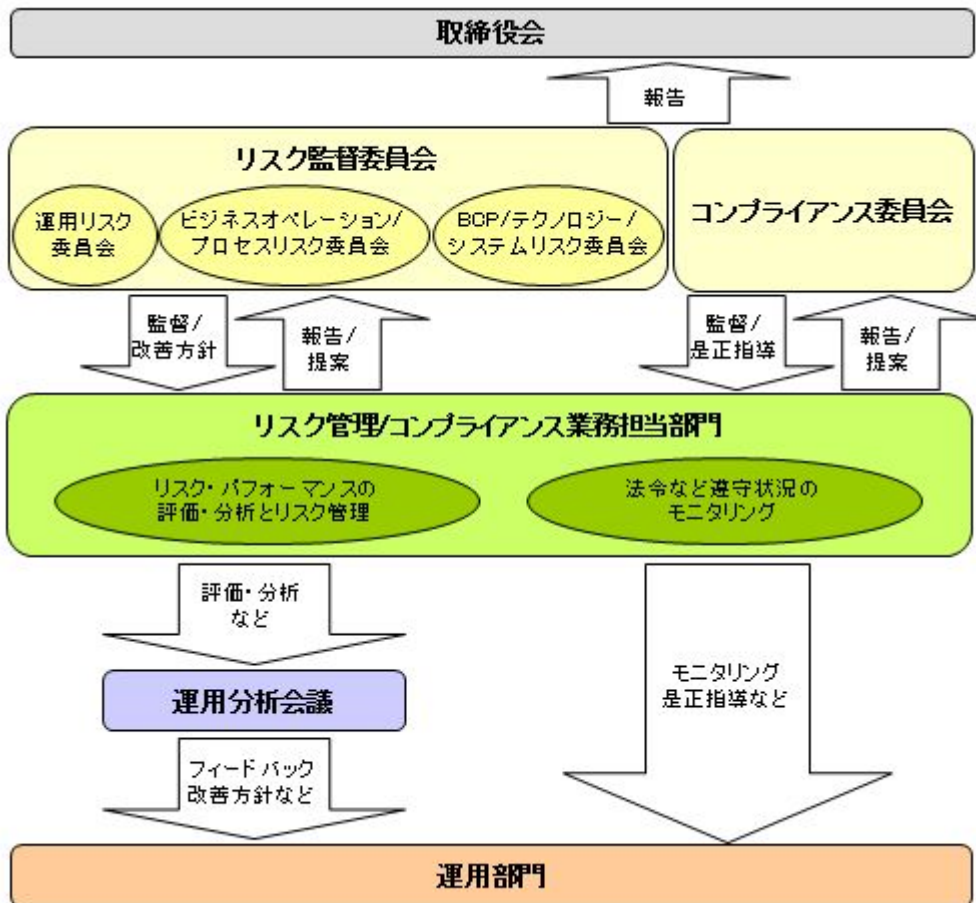 取締役会
報告
リスク監督委員会
運用リスク
委員会
ビジネスオペレーション/
プロセスリスク委員会
BCP/テクノロジー/
システムリスク委員会
コンプライアンス委員会
監督/
改善方針
報告/
提案
監督/
是正指導
報告/
提案
リスク管理/コンプライアンス業務担当部門
リスク・パフォーマンスの
評価・分析とリスク管理
法令など遵守状況の
モニタリング
評価・分析
など
運用分析会議
モニタリング
是正指導など
フィードバック
改善方針など
運用部門